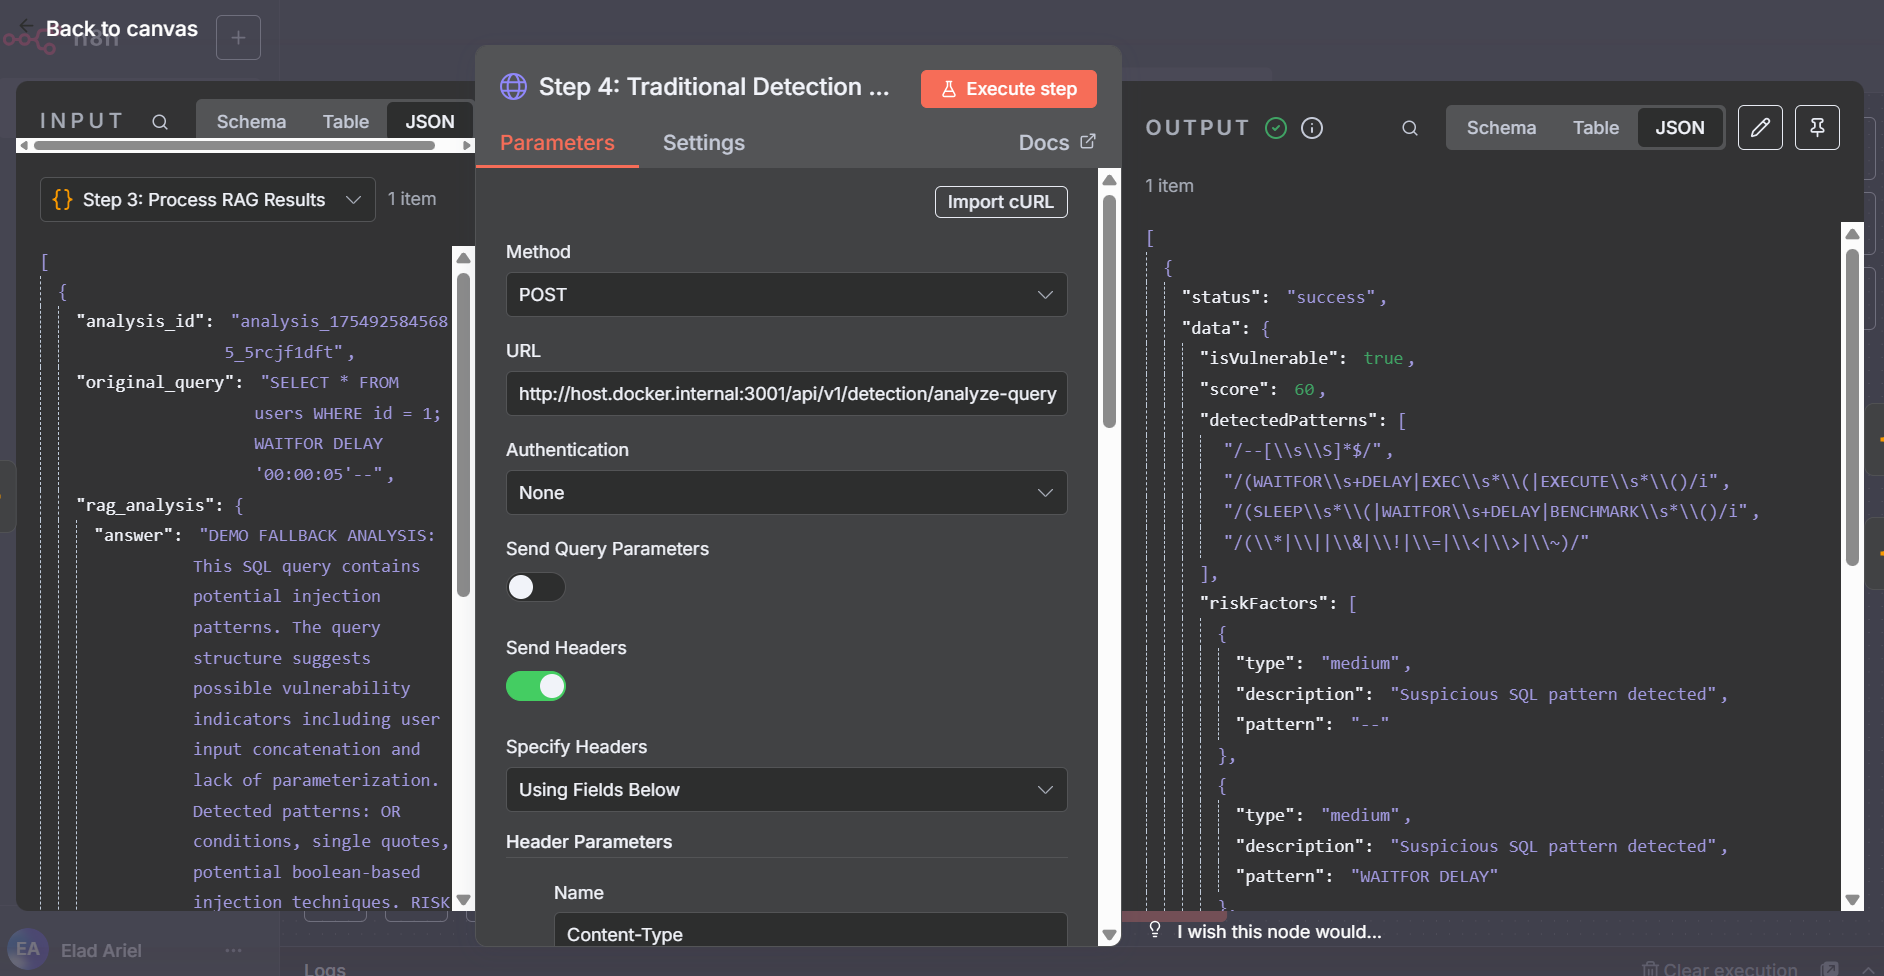 Back to canvas
n8n
INPUT
Schema
Table
JSON
Step 3: Process RAG Results
1 item
[
{
"analysis_id": "analysis_175492584568
5_5rcjf1dft",
"original_query": "SELECT * FROM
users WHERE id = 1;
WAITFOR DELAY
'00:00:05'--",
"rag_analysis": {
"answer": "DEMO FALLBACK ANALYSIS:
This SQL query contains
potential injection
patterns. The query
structure suggests
possible vulnerability
indicators including user
input concatenation and
lack of parameterization.
Detected patterns: OR
conditions, single quotes,
potential boolean-based
injection techniques. RISK
EA
Elad Ariel
...
Step 4: Traditional Detection ...
Execute step
Parameters
Settings
Docs
Import cURL
Method
POST
URL
http://host.docker.internal:3001/api/v1/detection/analyze-query
Authentication
None
Send Query Parameters
Send Headers
Specify Headers
Using Fields Below
Header Parameters
Name
Content-Type
Logs
OUTPUT
Schema
Table
JSON
1 item
[
{
"status": "success",
"data": {
"isVulnerable": true,
"score": 60,
"detectedPatterns": [
"/--[\\s\\S]*$/",
"/(WAITFOR\\s+DELAY|EXEC\\s*\\(|EXECUTE\\s*\\()/i",
"/(SLEEP\\s*\\(|WAITFOR\\s+DELAY|BENCHMARK\\s*\\()/i",
"/(\\*|\\||\\&|\\!|\\=|\\<|\\>|\\~)/"
],
"riskFactors": [
{
"type": "medium",
"description": "Suspicious SQL pattern detected",
"pattern": "--"
},
{
"type": "medium",
"description": "Suspicious SQL pattern detected",
"pattern": "WAITFOR DELAY"
},
I wish this node would...
Clear execution